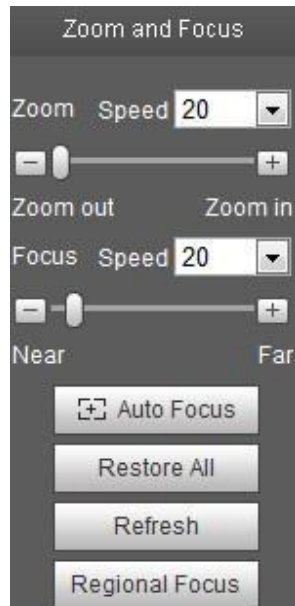 Zoom and Focus
Zoom Speed 20
Zoom out Zoom in
Focus Speed 20
Near Far
Auto Focus
Restore All
Refresh
Regional Focus